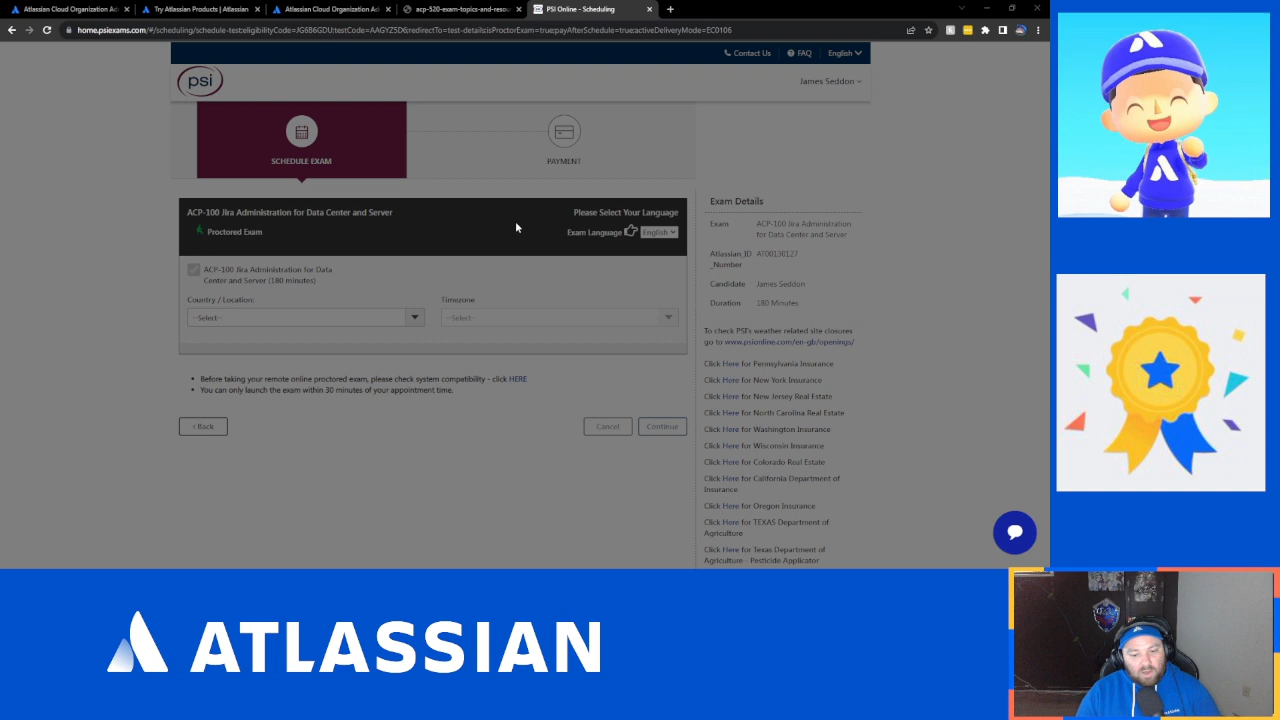 Atlassian Cloud Organization Ad
Try Atlassian Products | Atlassian
Atlassian Cloud Organization Ad
acp-520-exam-topics-and-resou
PSI Online - Scheduling
home.psiexams.com/#/scheduling/schedule-test:eligibilityCode=JG686GDU:testCode=AAGYZ5D6:redirectTo=test-details:isProctorExam=true:payAfterSchedule=true:activeDeliveryMode=EC0106
Contact Us
FAQ
English
psi
James Seddon
SCHEDULE EXAM
PAYMENT
ACP-100 Jira Administration for Data Center and Server
Please Select Your Language
Proctored Exam
Exam Language
English
ACP-100 Jira Administration for Data
Center and Server (180 minutes)
Country / Location:
Timezone
--Select--
--Select--
Before taking your remote online proctored exam, please check system compatibility - click HERE
You can only launch the exam within 30 minutes of your appointment time.
< Back
Cancel
Continue
Exam Details
Exam
ACP-100 Jira Administration
for Data Center and Server
Atlassian_ID
_Number
AT00130127
Candidate
James Seddon
Duration
180 Minutes
To check PSI's weather related site closures
go to www.psionline.com/en-gb/openings/
Click Here for Pennsylvania Insurance
Click Here for New York Insurance
Click Here for New Jersey Real Estate
Click Here for North Carolina Real Estate
Click Here for Washington Insurance
Click Here for Wisconsin Insurance
Click Here for Colorado Real Estate
Click Here for California Department of
Insurance
Click Here for Oregon Insurance
Click Here for TEXAS Department of
Agriculture
Click Here for Texas Department of
Agriculture - Pesticide Applicator
ATLASSIAN
ATLASSIAN